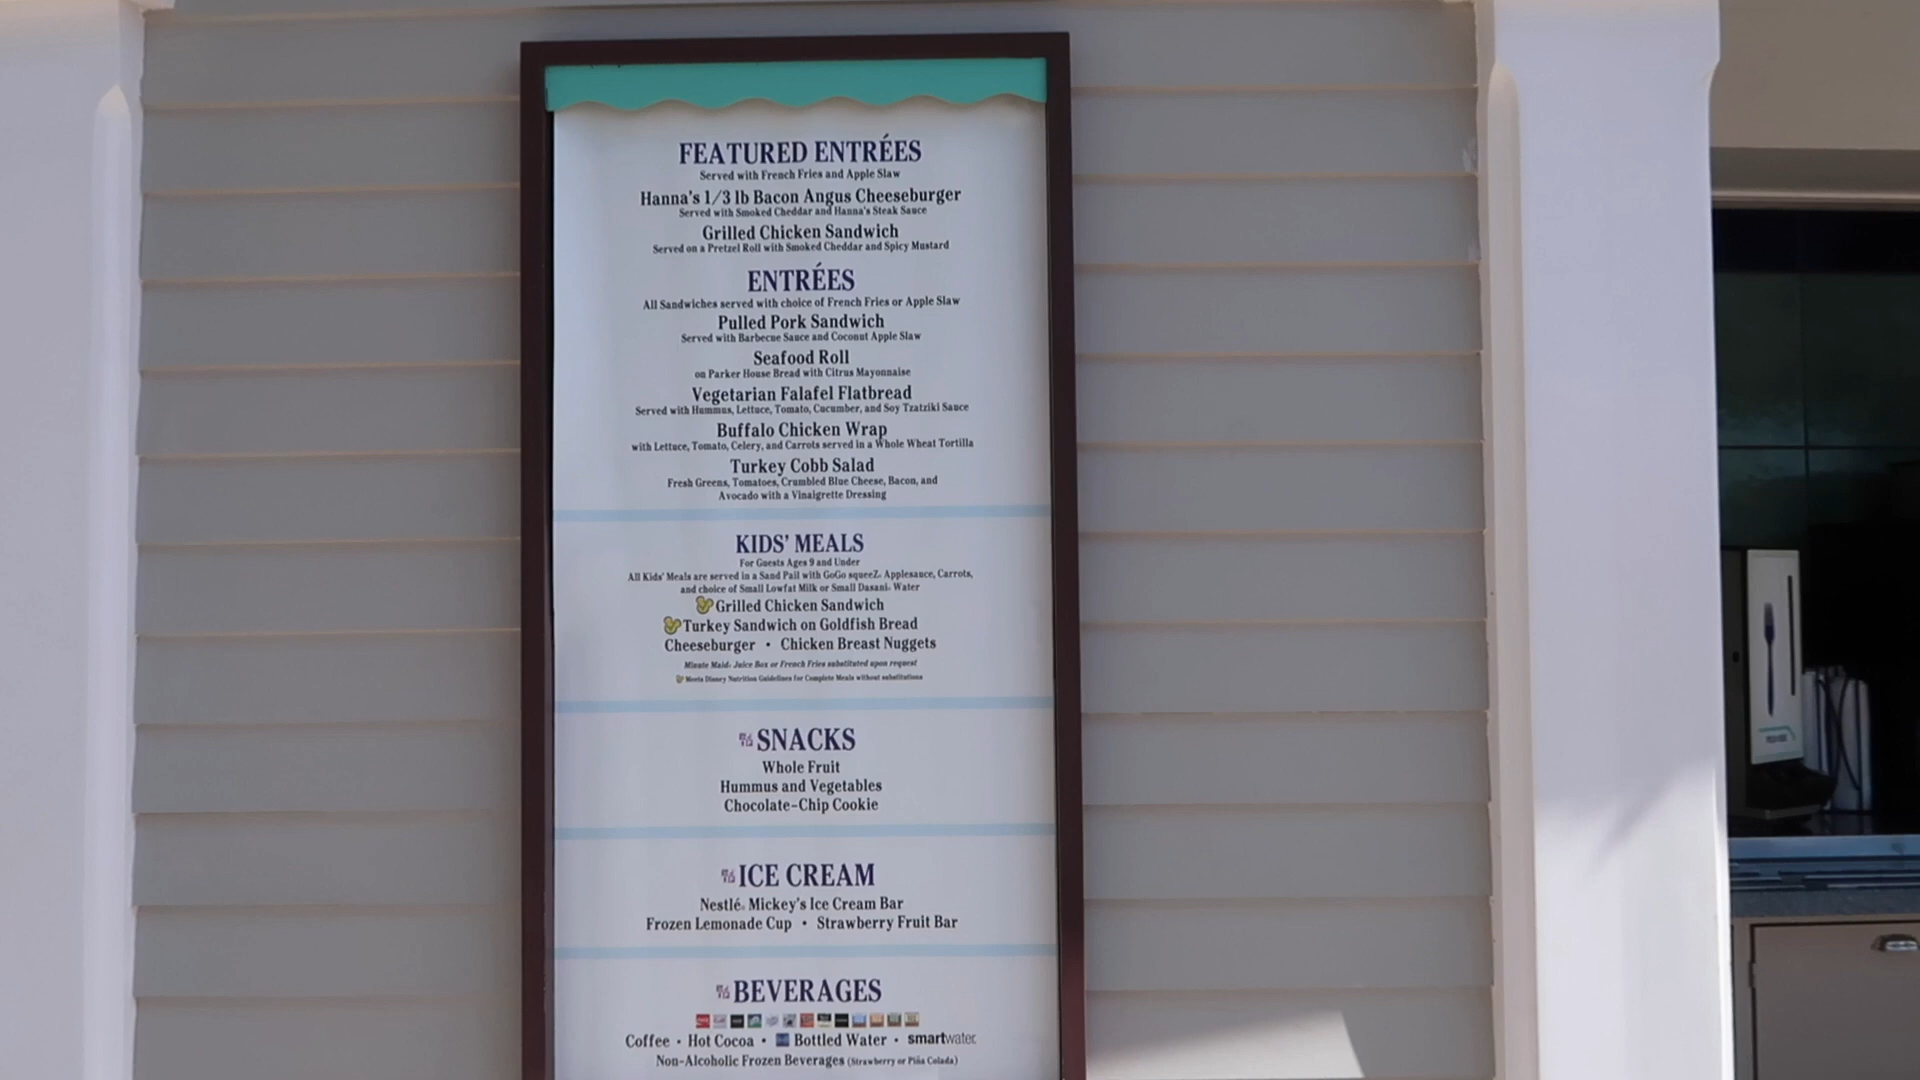 FEATURED ENTRÉES
Served with French Fries and Apple Slaw
Hanna's 1/3 lb Bacon Angus Cheeseburger
Served with Smoked Cheddar and Hanna's Steak Sauce
Grilled Chicken Sandwich
Served on a Pretzel Roll with Smoked Cheddar and Spicy Mustard
ENTRÉES
All Sandwiches served with choice of French Fries or Apple Slaw
Pulled Pork Sandwich
Served with Barbecue Sauce and Coconut Apple Slaw
Seafood Roll
on Parker House Bread with Citrus Mayonnaise
Vegetarian Falafel Flatbread
Served with Hummus, Lettuce, Tomato, Cucumber, and Soy Tzatziki Sauce
Buffalo Chicken Wrap
with Lettuce, Tomato, Celery, and Carrots served in a Whole Wheat Tortilla
Turkey Cobb Salad
Fresh Greens, Tomatoes, Crumbled Blue Cheese, Bacon, and
Avocado with a Vinaigrette Dressing
KIDS' MEALS
For Guests Ages 9 and Under
All Kids' Meals are served in a Sand Pail with GoGo squeeZ® Applesauce, Carrots,
and choice of Small Lowfat Milk or Small Dasani® Water
Grilled Chicken Sandwich
Turkey Sandwich on Goldfish Bread
Cheeseburger • Chicken Breast Nuggets
Minute Maid® Juice Box or French Fries substituted upon request
Meets Disney Nutrition Guidelines for Complete Meals without substitutions
SNACKS
Whole Fruit
Hummus and Vegetables
Chocolate-Chip Cookie
ICE CREAM
Nestlé® Mickey's Ice Cream Bar
Frozen Lemonade Cup • Strawberry Fruit Bar
BEVERAGES
Coffee • Hot Cocoa • Bottled Water • smartwater
Non-Alcoholic Frozen Beverages (Strawberry or Piña Colada)